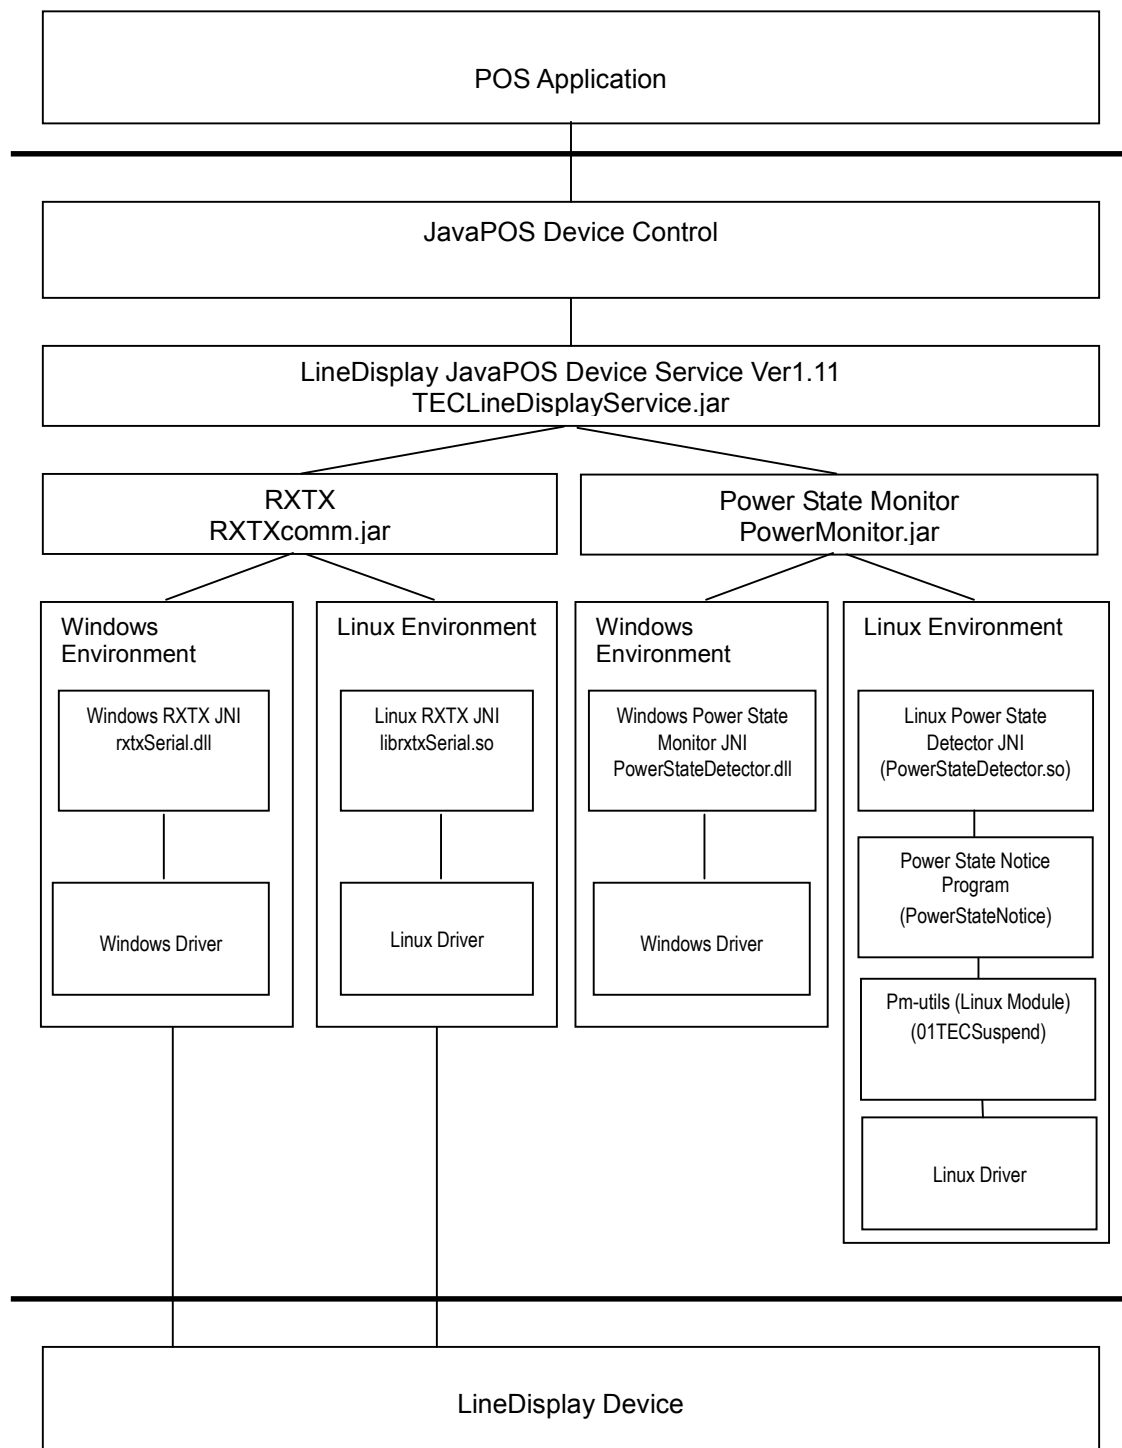 POS Application
JavaPOS Device Control
LineDisplay JavaPOS Device Service Ver1.11
TECLineDisplayService.jar
RXTX
RXTXcomm.jar
Power State Monitor
PowerMonitor.jar
Windows
Environment
Windows RXTX JNI
rxtxSerial.dll
Windows Driver
Linux Environment
Linux RXTX JNI
librxtxSerial.so
Linux Driver
Windows
Environment
Windows Power State
Monitor JNI
PowerStateDetector.dll
Windows Driver
Linux Environment
Linux Power State
Detector JNI
(PowerStateDetector.so)
Power State Notice
Program
(PowerStateNotice)
Pm-utils (Linux Module)
(01TECSuspend)
Linux Driver
LineDisplay Device